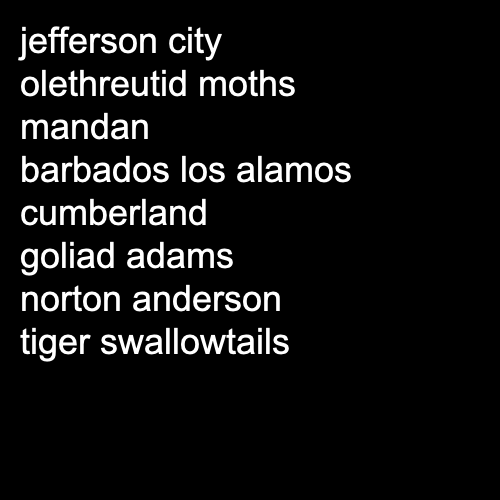 jefferson city
olethreutid moths
mandan
barbados los alamos
cumberland
goliad adams
norton anderson
tiger swallowtails